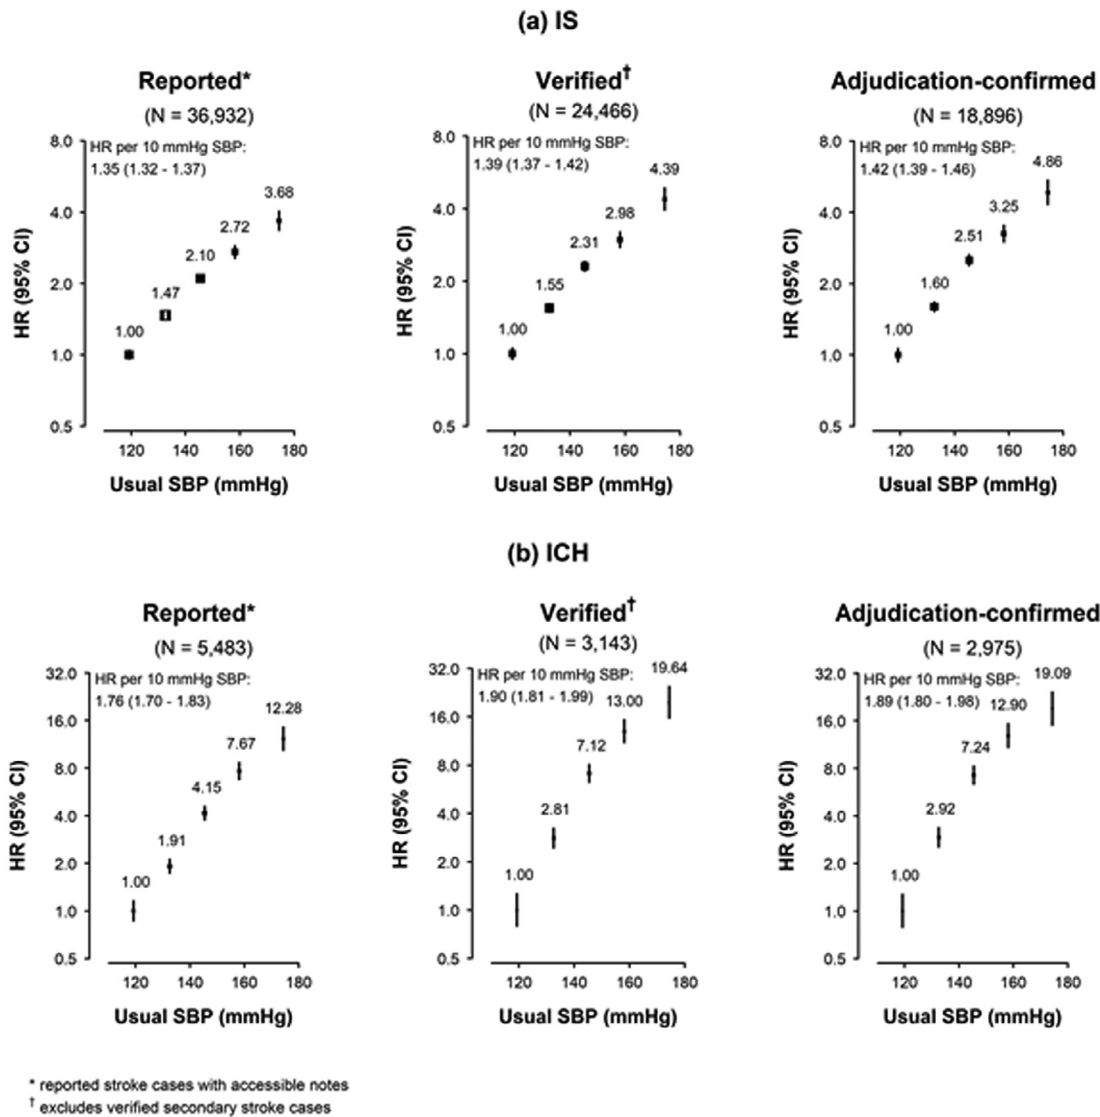 (a) IS
Reported*
(N = 36,932)
HR per 10 mmHg SBP:
1.35 (1.32 - 1.37)
8.0
4.0
2.0
1.0
0.5
HR (95% CI)
1.00
1.47
2.10
2.72
3.68
120
140
160
180
Usual SBP (mmHg)
Verified†
(N = 24,466)
HR per 10 mmHg SBP:
1.39 (1.37 - 1.42)
8.0
4.0
2.0
1.0
0.5
HR (95% CI)
1.00
1.55
2.31
2.98
4.39
120
140
160
180
Usual SBP (mmHg)
Adjudication-confirmed
(N = 18,896)
HR per 10 mmHg SBP:
1.42 (1.39 - 1.46)
8.0
4.0
2.0
1.0
0.5
HR (95% CI)
1.00
1.60
2.51
3.25
4.86
120
140
160
180
Usual SBP (mmHg)
(b) ICH
Reported*
(N = 5,483)
HR per 10 mmHg SBP:
1.76 (1.70 - 1.83)
32.0
16.0
8.0
4.0
2.0
1.0
0.5
HR (95% CI)
1.00
1.91
4.15
7.67
12.28
120
140
160
180
Usual SBP (mmHg)
Verified†
(N = 3,143)
HR per 10 mmHg SBP:
1.90 (1.81 - 1.99)
32.0
16.0
8.0
4.0
2.0
1.0
0.5
HR (95% CI)
1.00
2.81
7.12
13.00
19.64
120
140
160
180
Usual SBP (mmHg)
Adjudication-confirmed
(N = 2,975)
HR per 10 mmHg SBP:
1.89 (1.80 - 1.98)
32.0
16.0
8.0
4.0
2.0
1.0
0.5
HR (95% CI)
1.00
2.92
7.24
12.90
19.09
120
140
160
180
Usual SBP (mmHg)
* reported stroke cases with accessible notes
† excludes verified secondary stroke cases